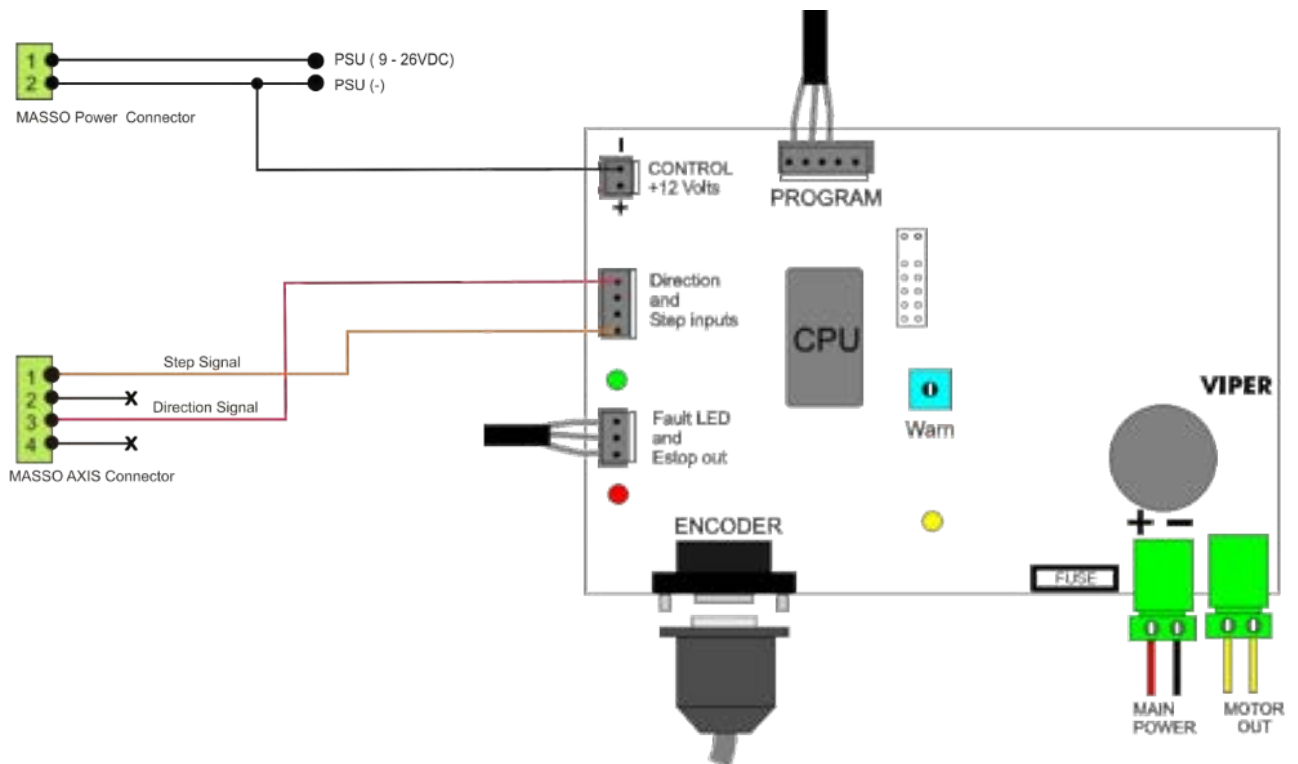 1
2
PSU ( 9 - 26VDC)
PSU (-)
MASSO Power Connector
-
CONTROL
+12 Volts
+
PROGRAM
Direction
and
Step inputs
CPU
Step Signal
Direction Signal
1
2
3
4
X
X
MASSO AXIS Connector
Fault LED
and
Estop out
Warn
VIPER
ENCODER
+ -
FUSE
MAIN
POWER
MOTOR
OUT